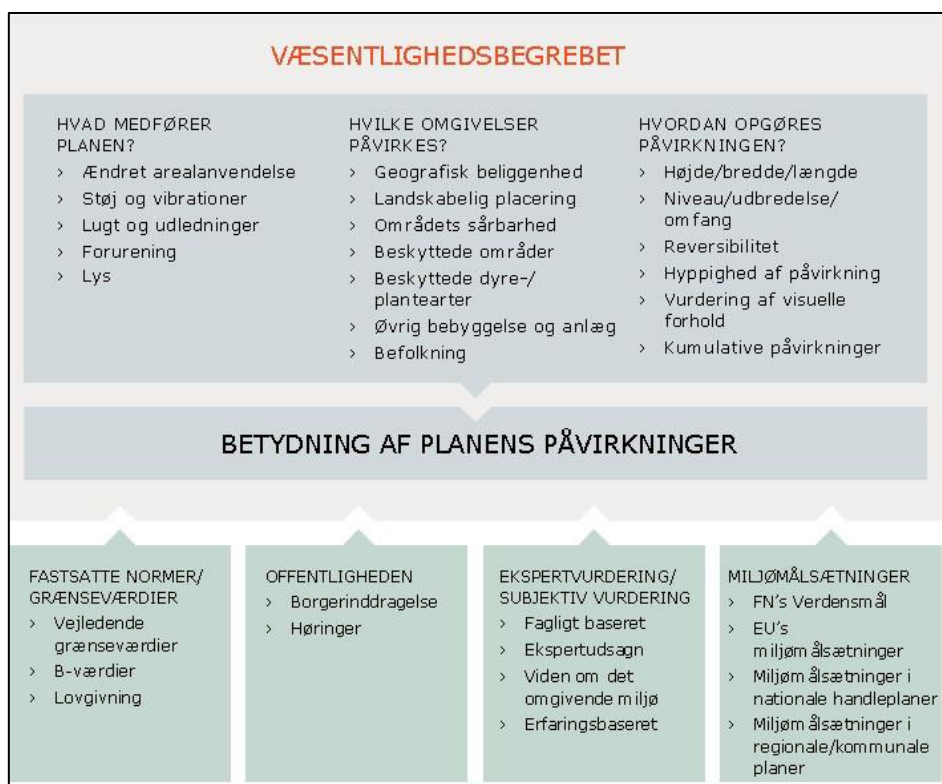 VÆSENTLIGHEDSBEGREBET
HVAD MEDFØRER
PLANEN?
> Ændret arealanvendelse
> Støj og vibrationer
> Lugt og udledninger
> Forurening
> Lys
HVILKE OMGIVELSER
PÅVIRKES?
> Geografisk beliggenhed
> Landskabelig placering
> Områdets sårbarhed
> Beskyttede områder
> Beskyttede dyre-/
plantearter
> Øvrig bebyggelse og anlæg
> Befolkning
HVORDAN OPGØRES
PÅVIRKNINGEN?
> Højde/bredde/længde
> Niveau/udbredelse/
omfang
> Reversibilitet
> Hyppighed af påvirkning
> Vurdering af visuelle
forhold
> Kumulative påvirkninger
BETYDNING AF PLANENS PÅVIRKNINGER
FASTSATTE NORMER/
GRÆNSEVÆRDIER
> Vejledende
grænseværdier
> B-værdier
> Lovgivning
OFFENTLIGHEDEN
> Borgerinddragelse
> Høringer
EKSPERTVURDERING/
SUBJEKTIV VURDERING
> Fagligt baseret
> Ekspertudsagn
> Viden om det
omgivende miljø
> Erfaringsbaseret
MILJØMÅLSÆTNINGER
> FN's Verdensmål
> EU's
miljømålsætninger
> Miljømålsætninger i
nationale handleplaner
> Miljømålsætninger i
regionale/kommunale
planer